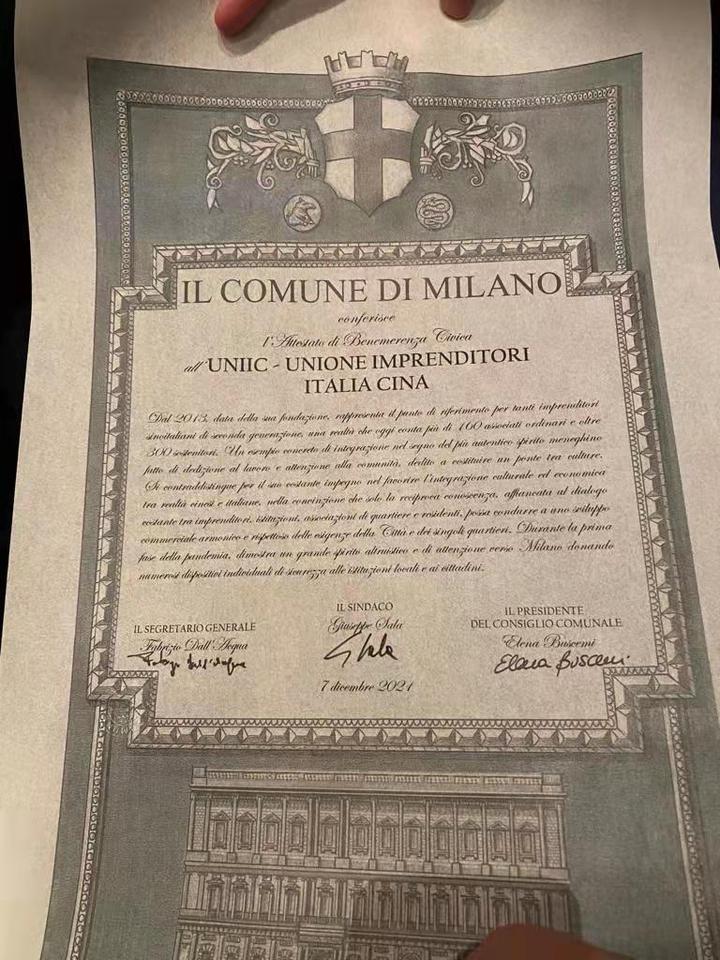 IL COMUNE DI MILANO
conferisce
l'Attestato di Benemerenza Civica
all'UNIIC - UNIONE IMPRENDITORI
ITALIA CINA
Dal 2013, data della sua fondazione, rappresenta il punto di riferimento per tanti imprenditori
sinoitaliani di seconda generazione, una realtà che oggi conta più di 160 associati ordinari e oltre
300 sostenitori. Un esempio concreto di integrazione nel segno del più autentico spirito meneghino
fatto di dedizione al lavoro e attenzione alla comunità, dedito a costituire un ponte tra culture.
Si contraddistingue per il suo costante impegno nel favorire l'integrazione culturale ed economica
tra realtà cinesi e italiane, nella convinzione che solo la reciproca conoscenza, affiancata al dialogo
costante tra imprenditori, istituzioni, associazioni di quartiere e residenti, possa condurre a uno sviluppo
commerciale armonico e rispettoso delle esigenze della Città e dei singoli quartieri. Durante la prima
fase della pandemia, dimostra un grande spirito altruistico e di attenzione verso Milano donando
numerosi dispositivi individuali di sicurezza alle istituzioni locali e ai cittadini.
IL SEGRETARIO GENERALE
Fabrizio Dall'Acqua
Fabrizio Dall'Acqua
IL SINDACO
Giuseppe Sala
G Sala
IL PRESIDENTE
DEL CONSIGLIO COMUNALE
Elena Buscemi
Elena Buscemi
7 dicembre 2021